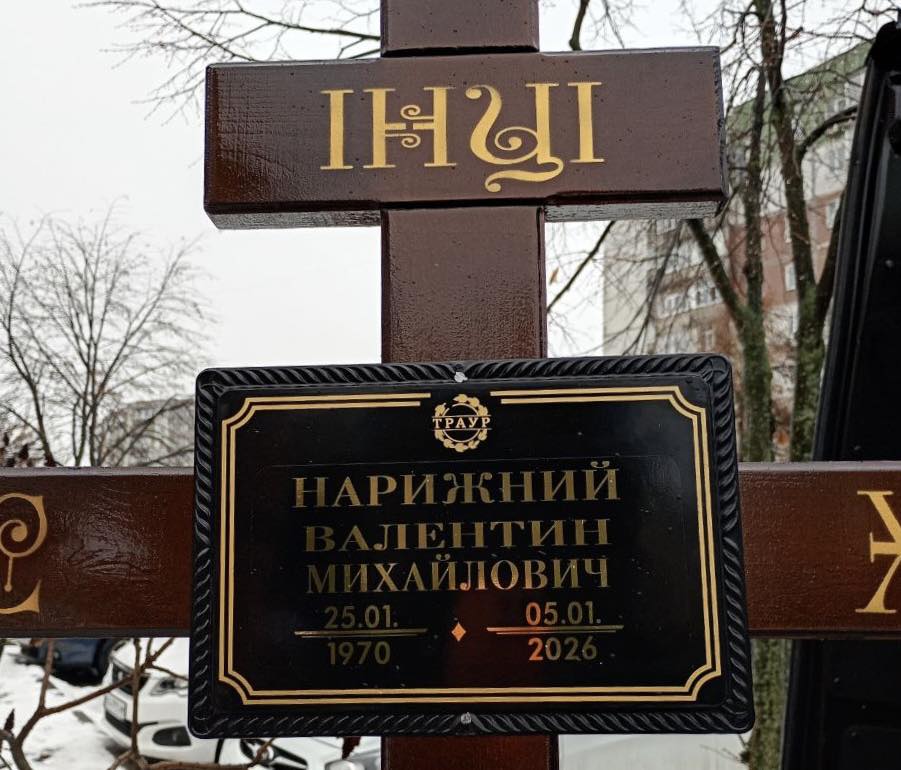 ІНЦІ
ТРАУР
НАРИЖНИЙ
ВАЛЕНТИН
МИХАЙЛОВИЧ
25.01. 05.01.
1970 2026